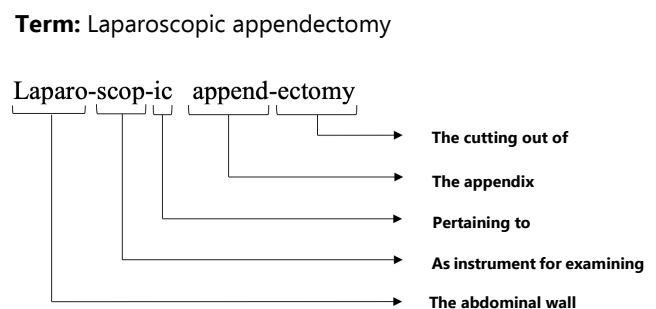 Term: Laparoscopic appendectomy
Laparo-scop-ic append-ectomy
The cutting out of
The appendix
Pertaining to
As instrument for examining
The abdominal wall